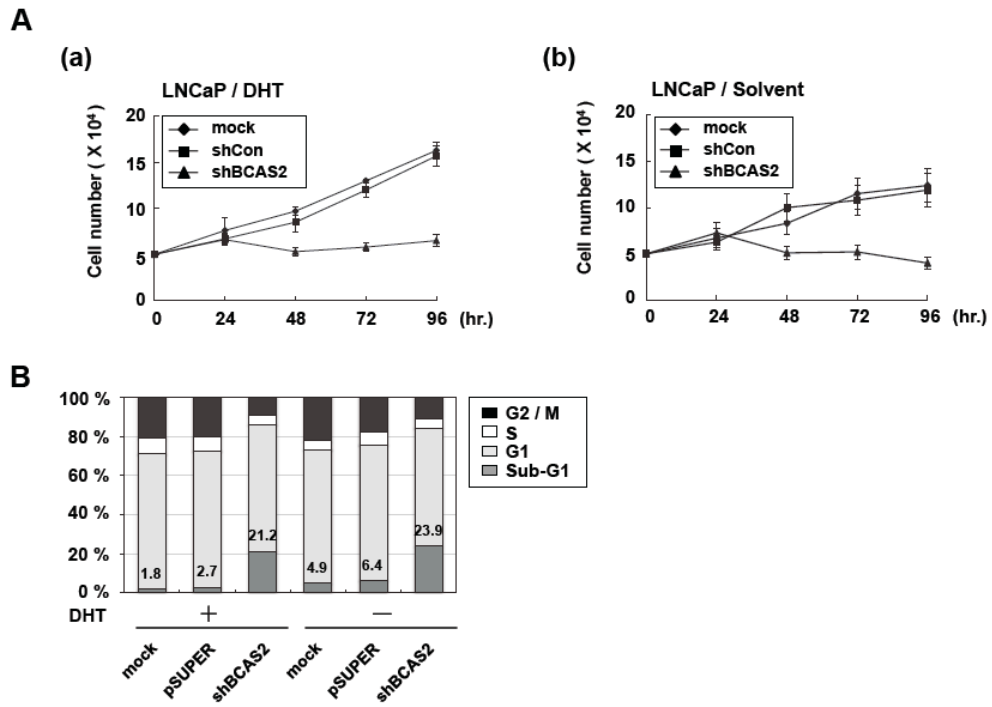 A
(a)
(b)
LNCaP / DHT
LNCaP / Solvent
Cell number ( X 10⁴)
20
15
10
5
0
mock
shCon
shBCAS2
0 24 48 72 96 (hr.)
Cell number ( X 10⁴)
20
15
10
5
0
mock
shCon
shBCAS2
0 24 48 72 96 (hr.)
B
100 %
80 %
60 %
40 %
20 %
0 %
1.8 2.7 21.2 4.9 6.4 23.9
G2 / M
S
G1
Sub-G1
DHT + −
mock pSUPER shBCAS2 mock pSUPER shBCAS2